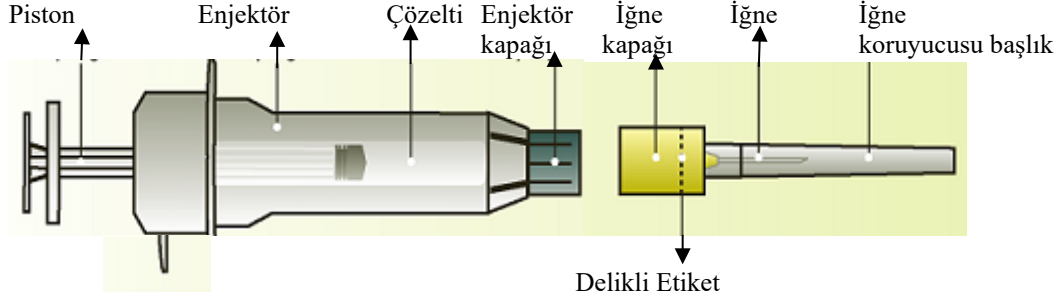 Piston Enjektör Çözelti Enjektör İğne İğne İğne
kapağı kapağı koruyucusu başlık
Delikli Etiket